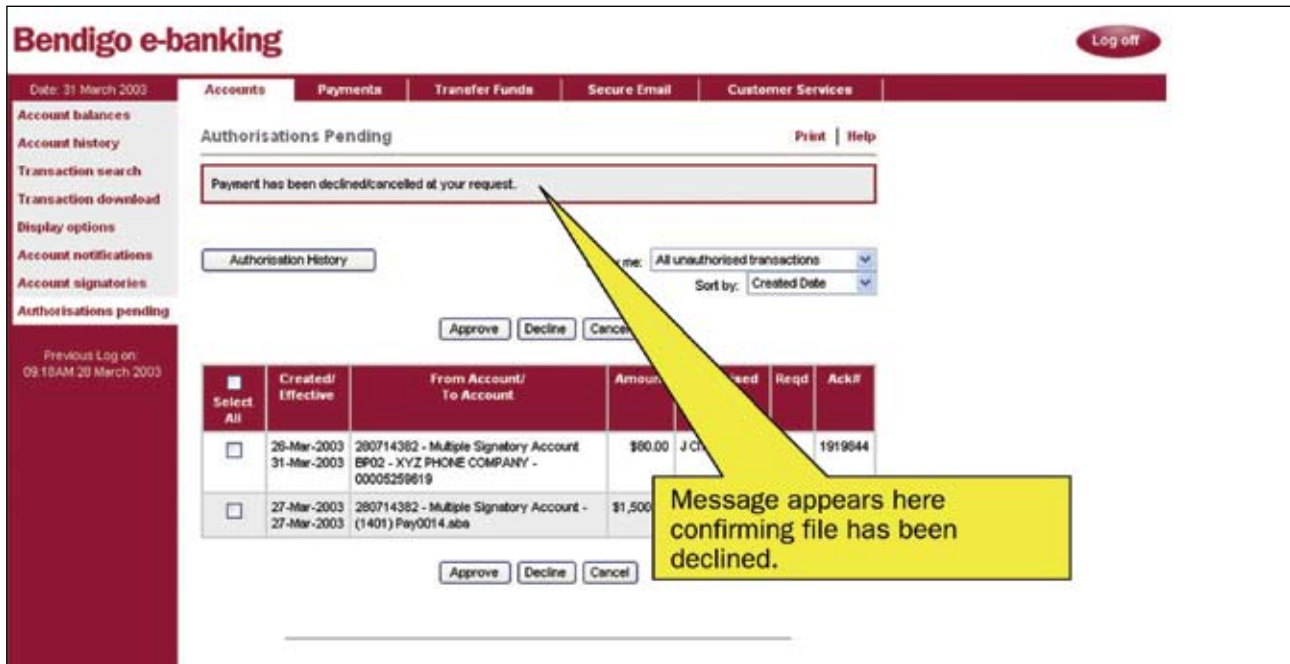 Bendigo e-banking
Log off
Date: 31 March 2003
Accounts
Payments
Transfer Funds
Secure Email
Customer Services
Account balances
Account history
Transaction search
Transaction download
Display options
Account notifications
Account signatories
Authorisations pending
Previous Log on:
09:18AM 28 March 2003
Authorisations Pending
Print | Help
Payment has been declined/cancelled at your request.
Authorisation History
me: All unauthorised transactions
Sort by: Created Date
Approve Decline Cancel
Select All
Created/ Effective
From Account/ To Account
Reqd
Ack#
28-Mar-2003 280714382 - Multiple Signatory Account $80.00 1919844
31-Mar-2003 BP02 - XYZ PHONE COMPANY -
00005259619
27-Mar-2003 280714382 - Multiple Signatory Account - $1,500
27-Mar-2003 (1401) Pay0014.aba
Approve Decline Cancel
Message appears here
confirming file has been
declined.